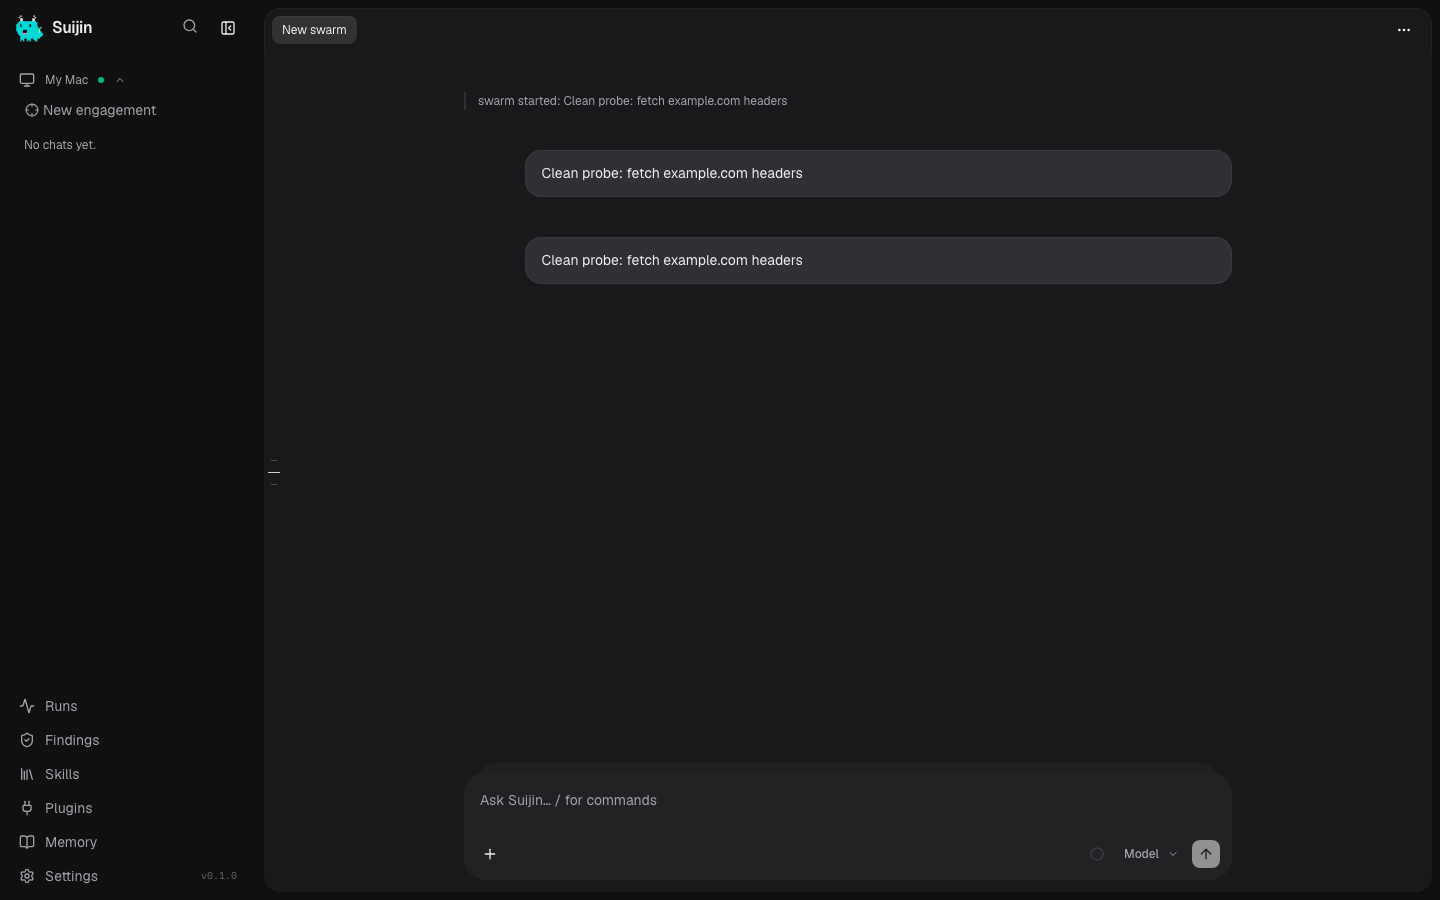 Suijin
My Mac
New engagement
No chats yet.
Runs
Findings
Skills
Plugins
Memory
Settings
v0.1.0
New swarm
swarm started: Clean probe: fetch example.com headers
Clean probe: fetch example.com headers
Clean probe: fetch example.com headers
Ask Suijin… / for commands
Model